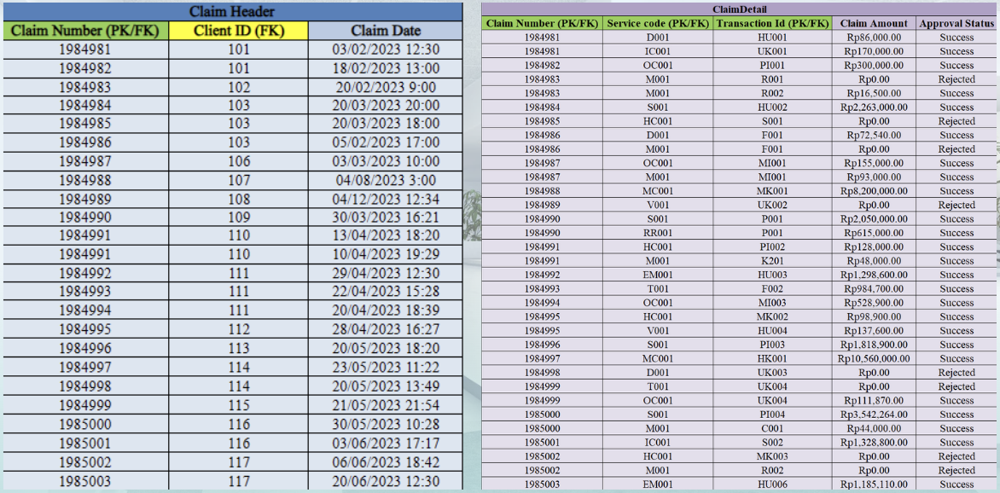 Claim Header
Claim Number (PK/FK) Client ID (FK) Claim Date
1984981 101 03/02/2023 12:30
1984982 101 18/02/2023 13:00
1984983 102 20/02/2023 9:00
1984984 103 20/03/2023 20:00
1984985 103 20/03/2023 18:00
1984986 103 05/02/2023 17:00
1984987 106 03/03/2023 10:00
1984988 107 04/08/2023 3:00
1984989 108 04/12/2023 12:34
1984990 109 30/03/2023 16:21
1984991 110 13/04/2023 18:20
1984991 110 10/04/2023 19:29
1984992 111 29/04/2023 12:30
1984993 111 22/04/2023 15:28
1984994 111 20/04/2023 18:39
1984995 112 28/04/2023 16:27
1984996 113 20/05/2023 18:20
1984997 114 23/05/2023 11:22
1984998 114 20/05/2023 13:49
1984999 115 21/05/2023 21:54
1985000 116 30/05/2023 10:28
1985001 116 03/06/2023 17:17
1985002 117 06/06/2023 18:42
1985003 117 20/06/2023 12:30
ClaimDetail
Claim Number (PK/FK) Service code (PK/FK) Transaction Id (PK/FK) Claim Amount Approval Status
1984981 D001 HU001 Rp86,000.00 Success
1984981 IC001 UK001 Rp170,000.00 Success
1984982 OC001 PI001 Rp300,000.00 Success
1984983 M001 R001 Rp0.00 Rejected
1984983 M001 R002 Rp16,500.00 Success
1984984 S001 HU002 Rp2,263,000.00 Success
1984985 HC001 S001 Rp0.00 Rejected
1984986 D001 F001 Rp72,540.00 Success
1984986 M001 F001 Rp0.00 Rejected
1984987 OC001 MI001 Rp155,000.00 Success
1984987 M001 MI001 Rp93,000.00 Success
1984988 MC001 MK001 Rp8,200,000.00 Success
1984989 V001 UK002 Rp0.00 Rejected
1984990 S001 P001 Rp2,050,000.00 Success
1984990 RR001 P001 Rp615,000.00 Success
1984991 HC001 PI002 Rp128,000.00 Success
1984991 M001 K201 Rp48,000.00 Success
1984992 EM001 HU003 Rp1,298,600.00 Success
1984993 T001 F002 Rp984,700.00 Success
1984994 OC001 MI003 Rp528,900.00 Success
1984995 HC001 MK002 Rp98,900.00 Success
1984995 V001 HU004 Rp137,600.00 Success
1984996 S001 PI003 Rp1,818,900.00 Success
1984997 MC001 HK001 Rp10,560,000.00 Success
1984998 D001 UK003 Rp0.00 Rejected
1984999 T001 UK004 Rp0.00 Rejected
1984999 OC001 UK004 Rp111,870.00 Success
1985000 S001 PI004 Rp3,542,264.00 Success
1985000 M001 C001 Rp44,000.00 Success
1985001 IC001 S002 Rp1,328,800.00 Success
1985002 HC001 MK003 Rp0.00 Rejected
1985002 M001 R002 Rp0.00 Rejected
1985003 EM001 HU006 Rp1,185,110.00 Success